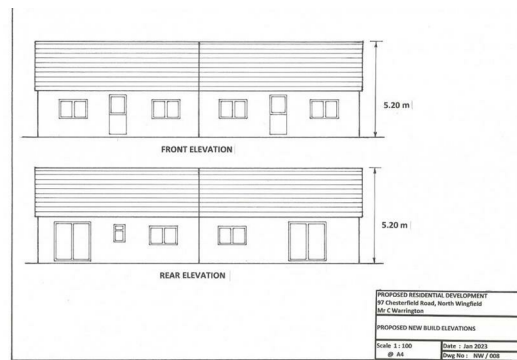 5.20 m
FRONT ELEVATION
5.20 m
REAR ELEVATION
PROPOSED RESIDENTIAL DEVELOPMENT
97 Chesterfield Road, North Wingfield
Mr C Warrington
PROPOSED NEW BUILD ELEVATIONS
Scale 1 : 100
@ A4
Date : Jan 2023
Dwg No : NW / 008